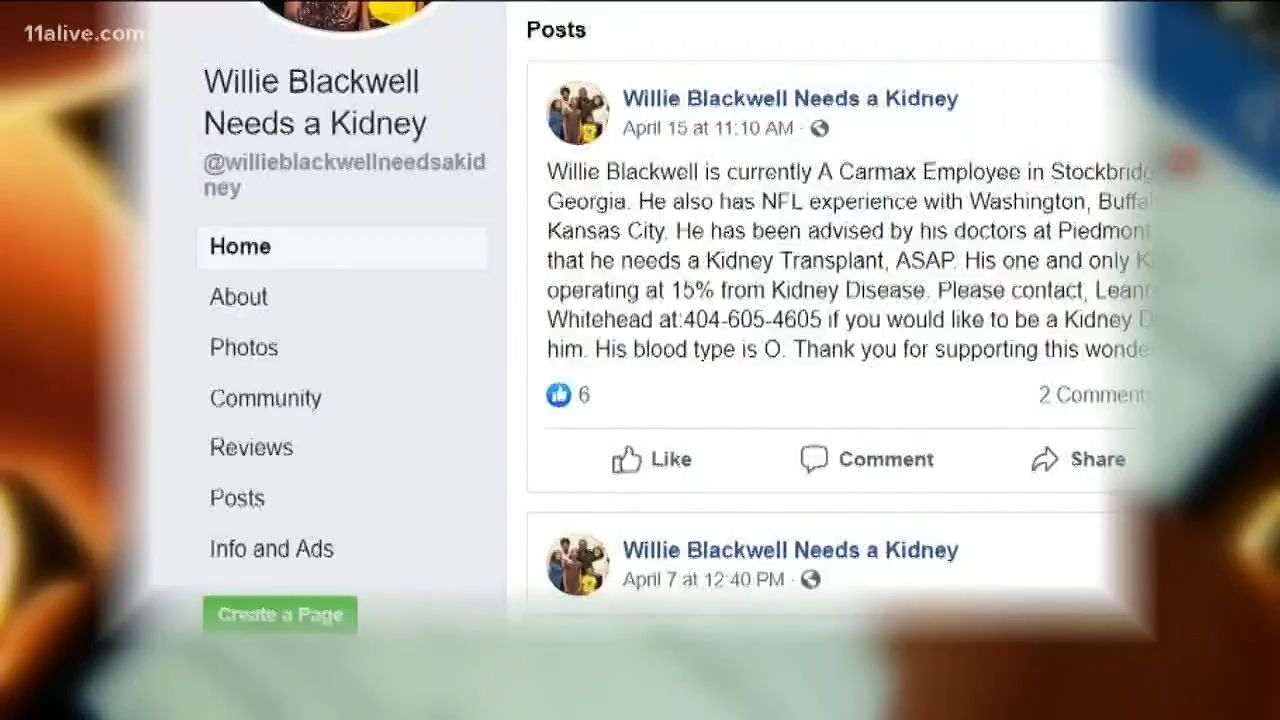 11alive.com
Willie Blackwell
Needs a Kidney
@willieblackwellneedsakid
ney
Home
About
Photos
Community
Reviews
Posts
Info and Ads
Create a Page
Posts
Willie Blackwell Needs a Kidney
April 15 at 11:10 AM ·
Willie Blackwell is currently A Carmax Employee in Stockbridg
Georgia. He also has NFL experience with Washington, Buffal
Kansas City. He has been advised by his doctors at Piedmont
that he needs a Kidney Transplant, ASAP. His one and only K
operating at 15% from Kidney Disease. Please contact, Leann
Whitehead at:404-605-4605 if you would like to be a Kidney D
him. His blood type is O. Thank you for supporting this wonde
6
2 Comments
Like Comment Share
Willie Blackwell Needs a Kidney
April 7 at 12:40 PM ·